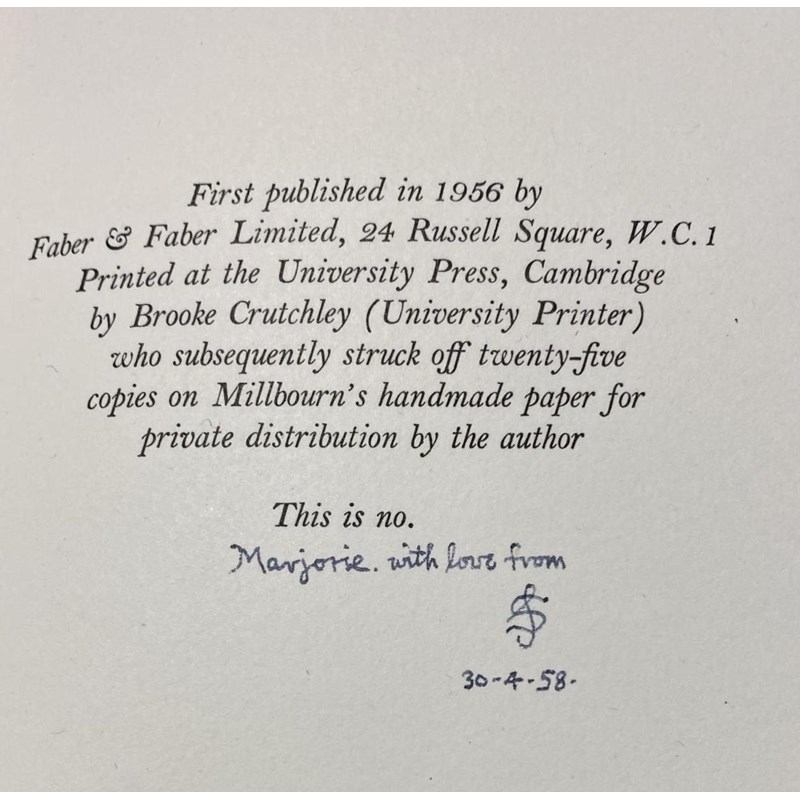 First published in 1956 by
Faber & Faber Limited, 24 Russell Square, W.C. 1
Printed at the University Press, Cambridge
by Brooke Crutchley (University Printer)
who subsequently struck off twenty-five
copies on Millbourn's handmade paper for
private distribution by the author
This is no.
Marjorie. with love from
SS
30-4-58.